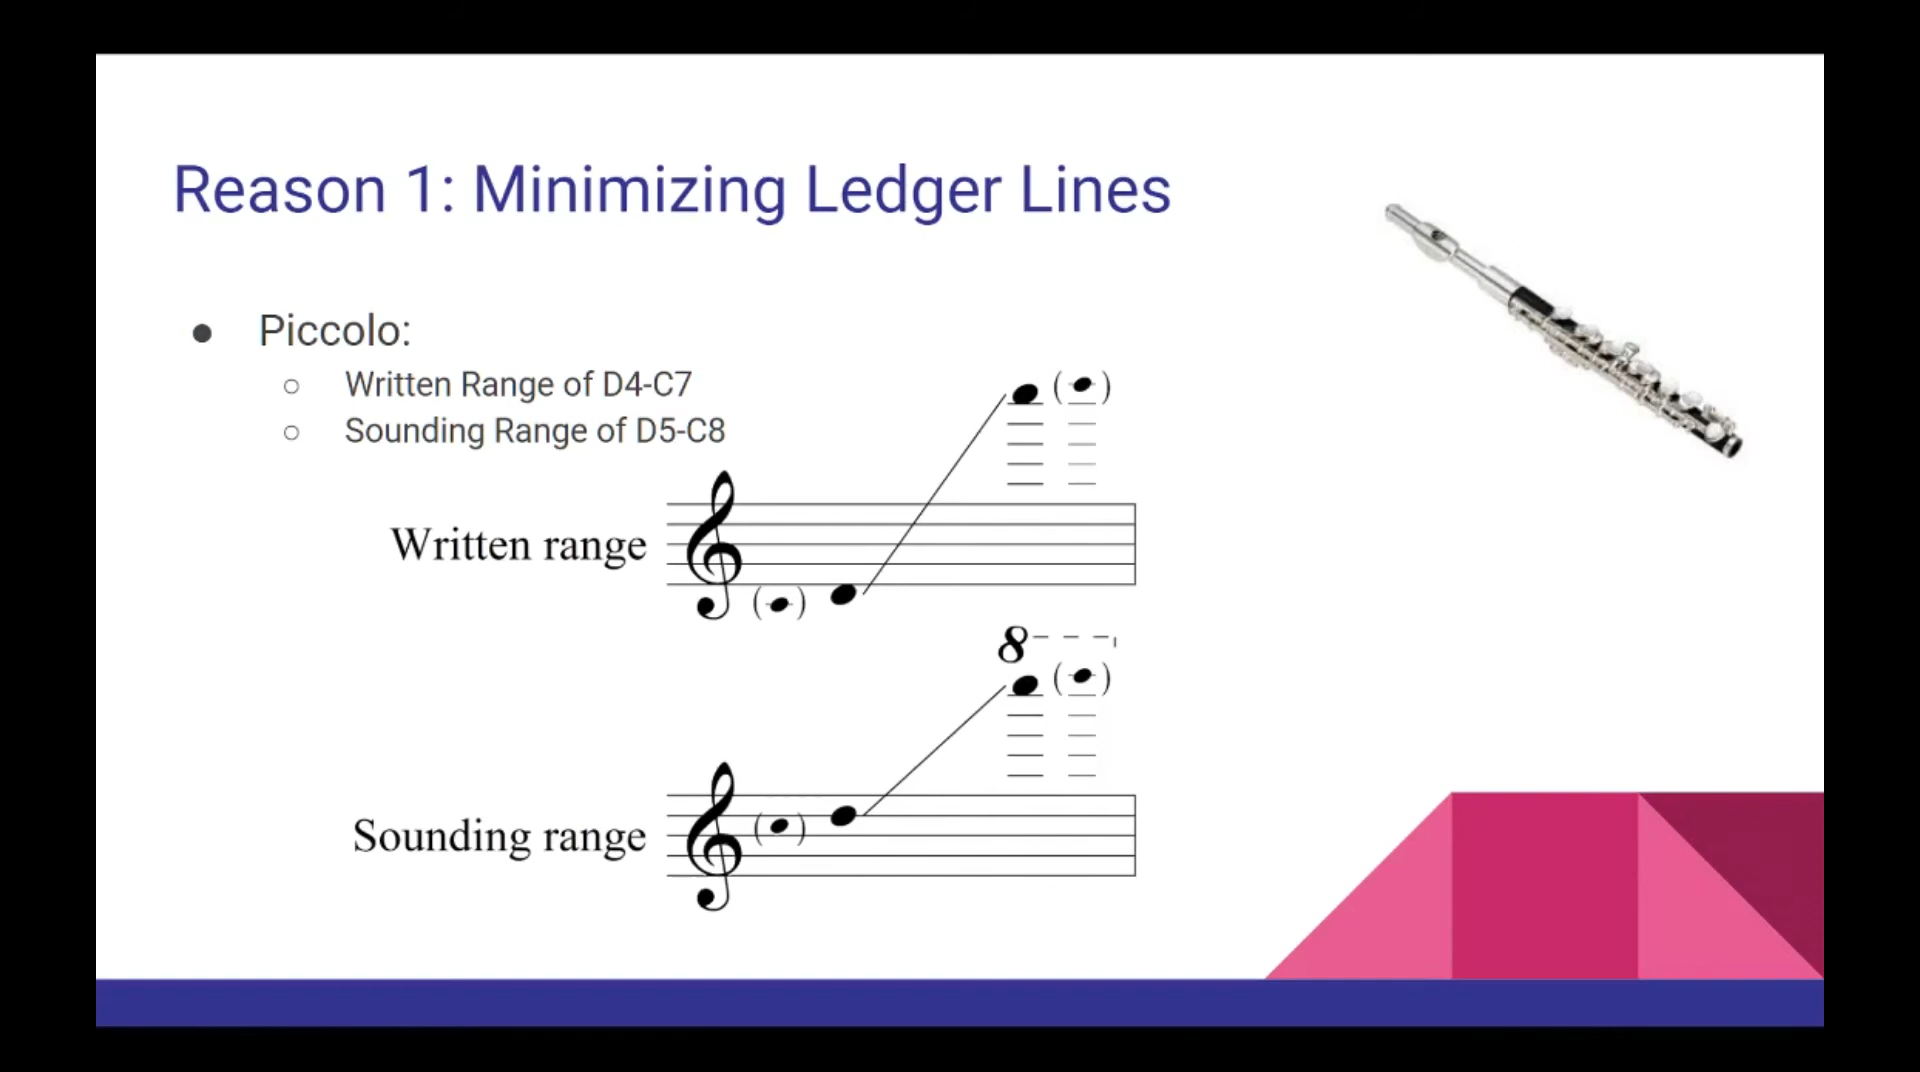 Reason 1: Minimizing Ledger Lines
● Piccolo:
○ Written Range of D4-C7
○ Sounding Range of D5-C8
Written range
8
Sounding range